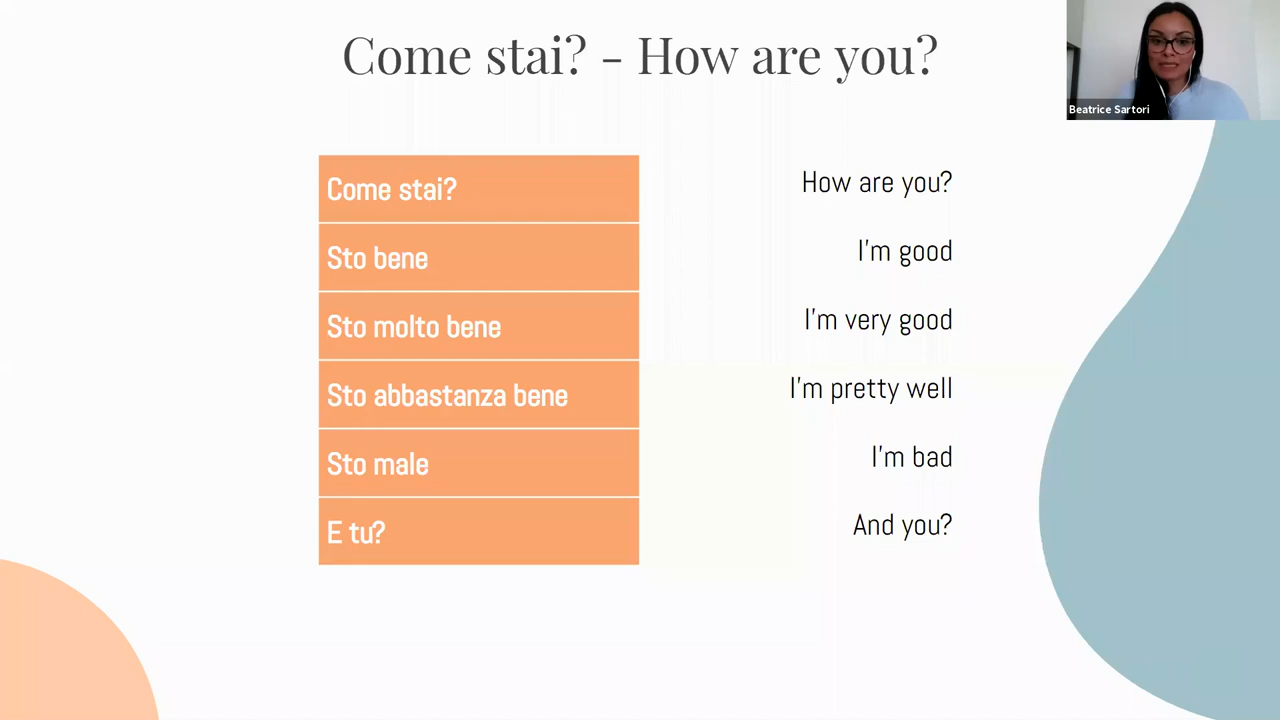 Come stai? - How are you?
Beatrice Sartori
Come stai? How are you?
Sto bene I'm good
Sto molto bene I'm very good
Sto abbastanza bene I'm pretty well
Sto male I'm bad
E tu? And you?